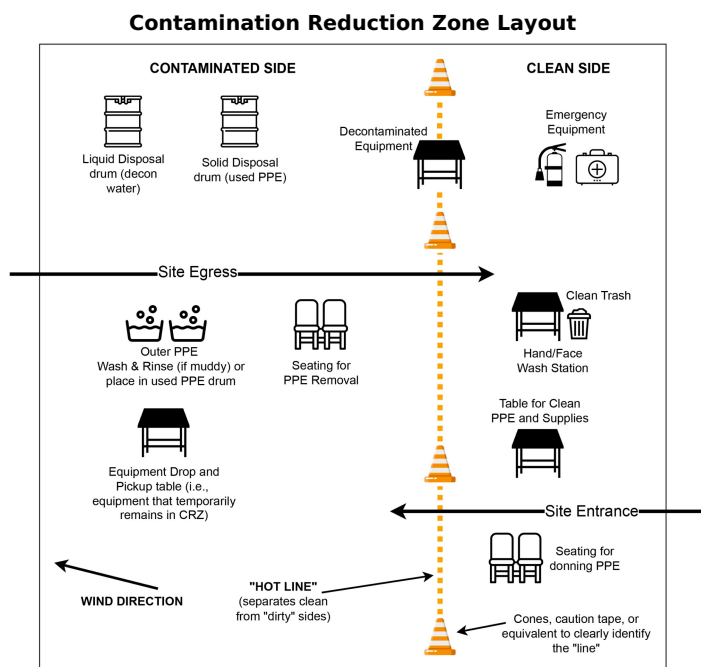 Contamination Reduction Zone Layout
CONTAMINATED SIDE
CLEAN SIDE
Liquid Disposal
drum (decon
water)
Solid Disposal
drum (used PPE)
Decontaminated
Equipment
Emergency
Equipment
Site Egress
Outer PPE
Wash & Rinse (if muddy) or
place in used PPE drum
Seating for
PPE Removal
Clean Trash
Hand/Face
Wash Station
Table for Clean
PPE and Supplies
Equipment Drop and
Pickup table (i.e.,
equipment that temporarily
remains in CRZ)
Site Entrance
Seating for
donning PPE
WIND DIRECTION
"HOT LINE"
(separates clean
from "dirty" sides)
Cones, caution tape, or
equivalent to clearly identify
the "line"